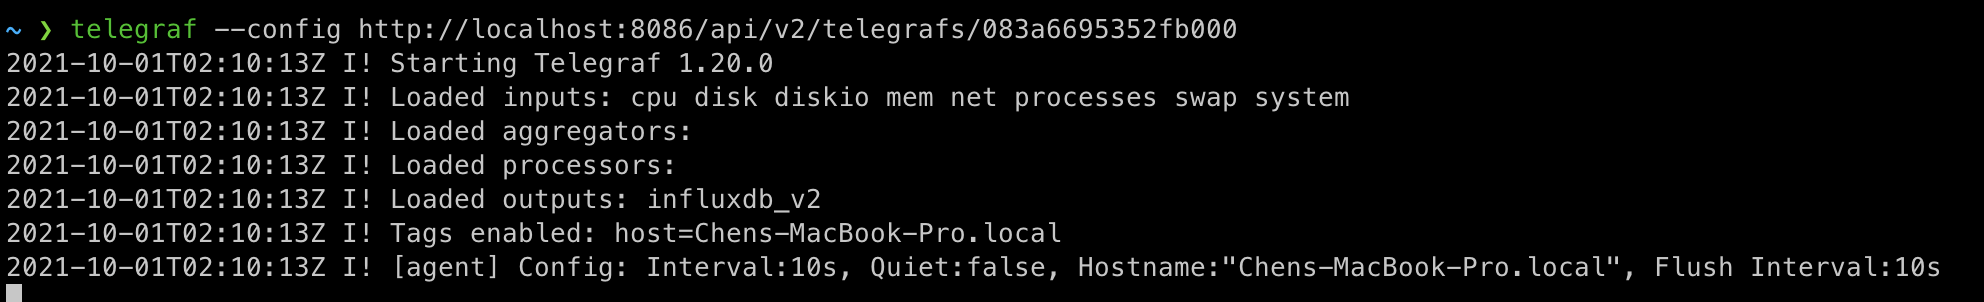 ~ ❯ telegraf --config http://localhost:8086/api/v2/telegrafs/083a6695352fb000
2021-10-01T02:10:13Z I! Starting Telegraf 1.20.0
2021-10-01T02:10:13Z I! Loaded inputs: cpu disk diskio mem net processes swap system
2021-10-01T02:10:13Z I! Loaded aggregators:
2021-10-01T02:10:13Z I! Loaded processors:
2021-10-01T02:10:13Z I! Loaded outputs: influxdb_v2
2021-10-01T02:10:13Z I! Tags enabled: host=Chens-MacBook-Pro.local
2021-10-01T02:10:13Z I! [agent] Config: Interval:10s, Quiet:false, Hostname:"Chens-MacBook-Pro.local", Flush Interval:10s